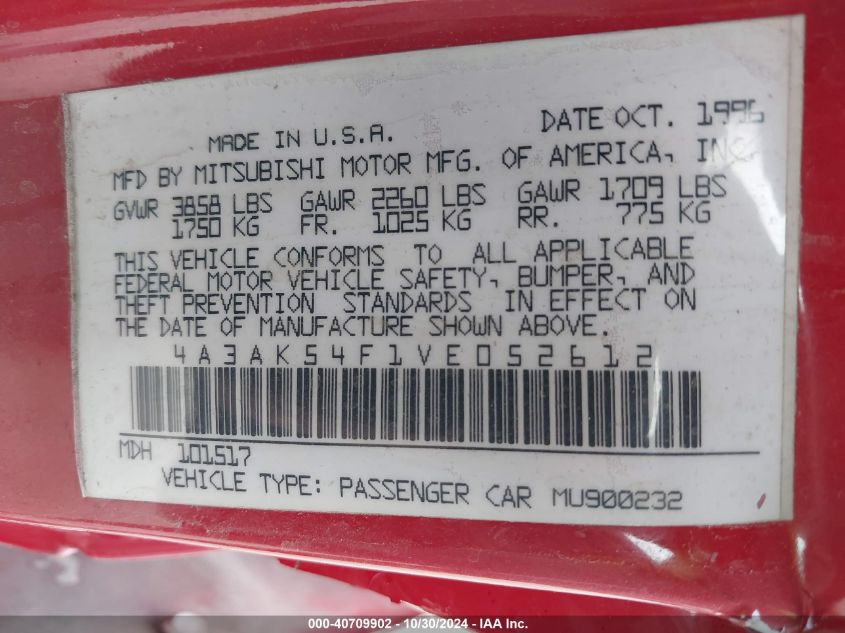 MADE IN U.S.A. DATE OCT. 1996
MFD BY MITSUBISHI MOTOR MFG. OF AMERICA, INC.
GVWR 3858 LBS GAWR 2260 LBS GAWR 1709 LBS
1750 KG FR. 1025 KG RR. 775 KG
THIS VEHICLE CONFORMS TO ALL APPLICABLE
FEDERAL MOTOR VEHICLE SAFETY, BUMPER, AND
THEFT PREVENTION STANDARDS IN EFFECT ON
THE DATE OF MANUFACTURE SHOWN ABOVE.
4A3AK54F1VE052612
MDH 101517
VEHICLE TYPE: PASSENGER CAR MU900232
000-40709902 - 10/30/2024 - IAA Inc.